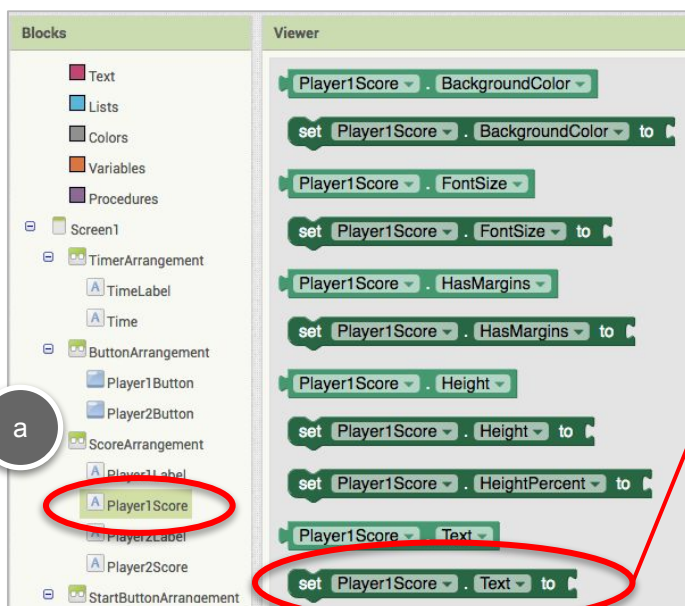 Blocks
Text
Lists
Colors
Variables
Procedures
Screen1
TimerArrangement
TimeLabel
Time
ButtonArrangement
Player1Button
Player2Button
a
ScoreArrangement
Player1Label
Player1Score
Player2Label
Player2Score
StartButtonArrangement
Viewer
Player1Score . BackgroundColor
set Player1Score . BackgroundColor to
Player1Score . FontSize
set Player1Score . FontSize to
Player1Score . HasMargins
set Player1Score . HasMargins to
Player1Score . Height
set Player1Score . Height to
set Player1Score . HeightPercent to
Player1Score . Text
set Player1Score . Text to